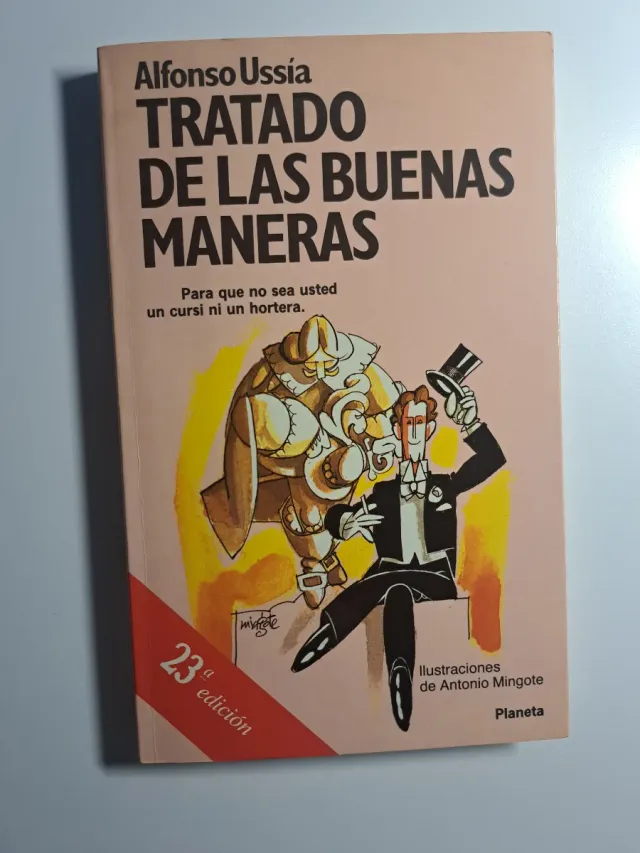 Alfonso Ussía
TRATADO
DE LAS BUENAS
MANERAS
Para que no sea usted
un cursi ni un hortera.
mingote
23ª edición
Ilustraciones
de Antonio Mingote
Planeta